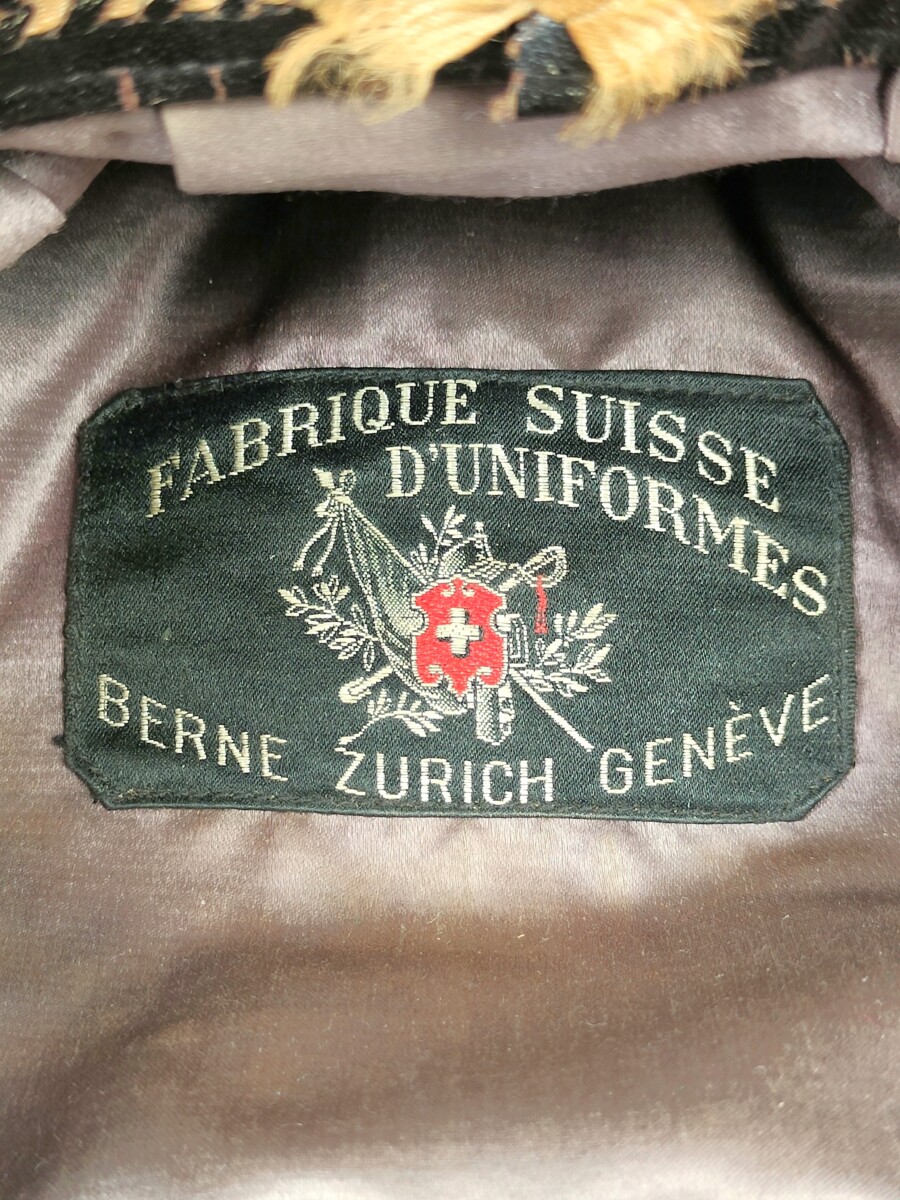 FABRIQUE SUISSE
D'UNIFORMES
BERNE ZURICH GENÈVE